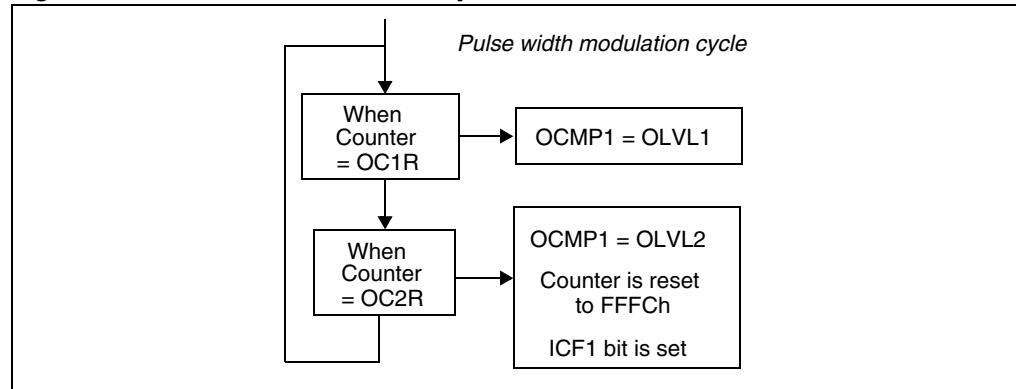 Pulse width modulation cycle
When
Counter
= OC1R
OCMP1 = OLVL1
When
Counter
= OC2R
OCMP1 = OLVL2
Counter is reset
to FFFCh
ICF1 bit is set